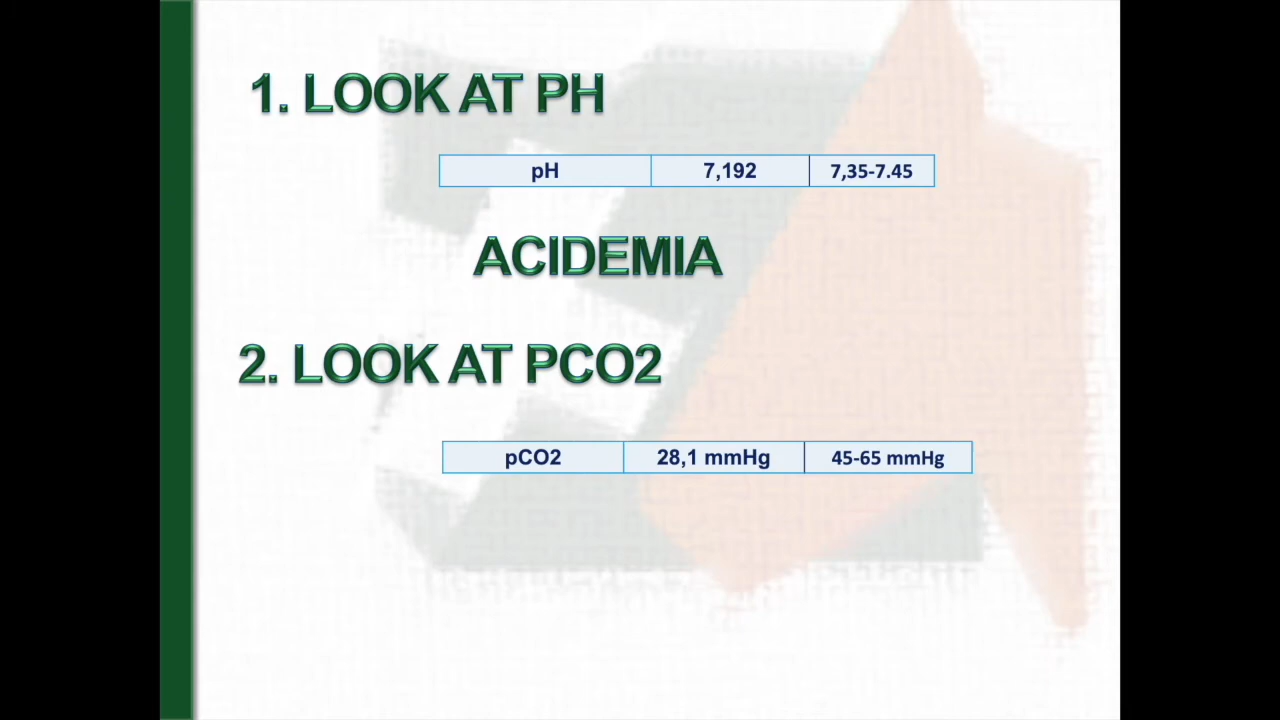 1. LOOK AT PH
pH 7,192 7,35-7.45
ACIDEMIA
2. LOOK AT PCO2
pCO2 28,1 mmHg 45-65 mmHg